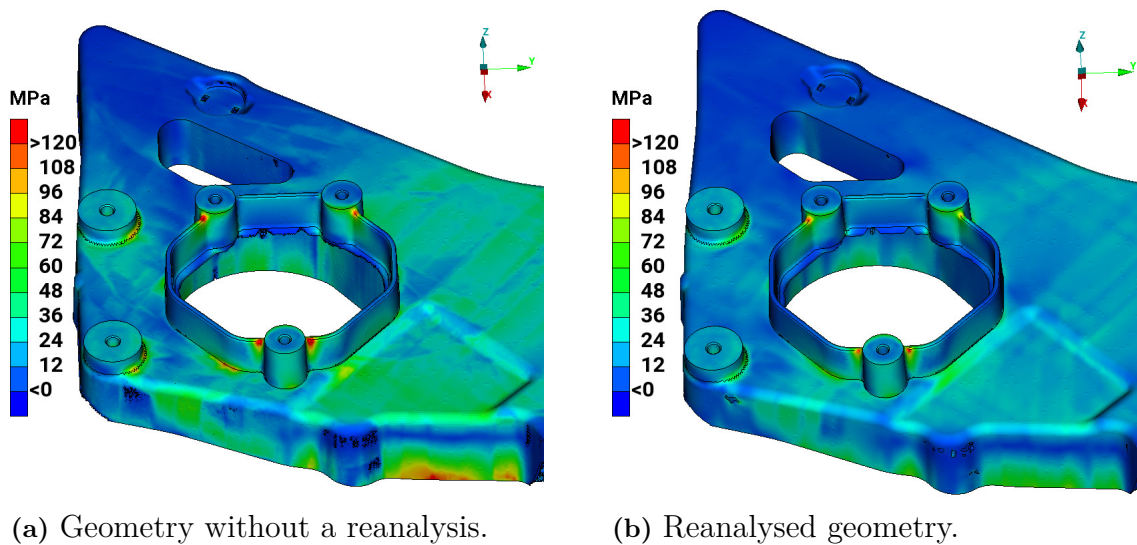 Z
Y
X
MPa
>120
108
96
84
72
60
48
36
24
12
<0
Z
Y
X
MPa
>120
108
96
84
72
60
48
36
24
12
<0
(a) Geometry without a reanalysis.
(b) Reanalysed geometry.